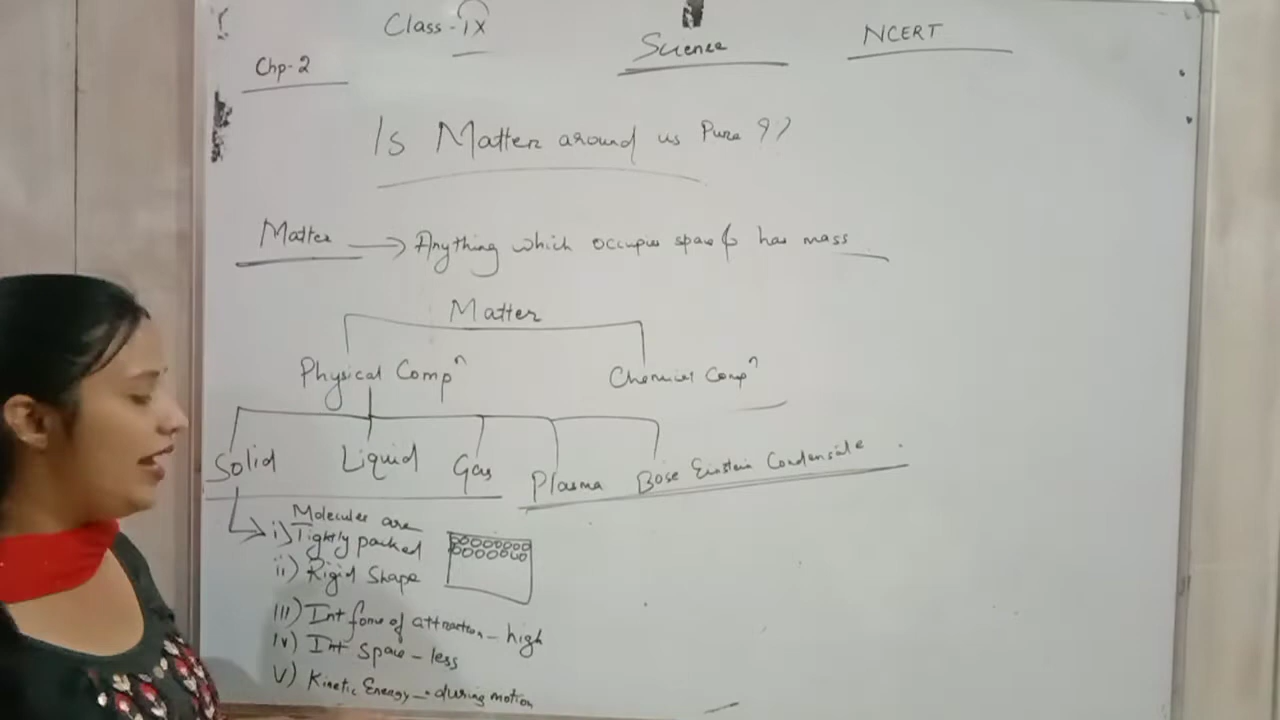 Class-IX Science NCERT
Chp-2
Is Matter around us Pure ??
Matter → Anything which occupies space & has mass
Matter
Physical Compⁿ Chemical Compⁿ
Solid Liquid Gas Plasma Bose Einstein Condensate
Molecules are
i) Tightly packed
ii) Rigid Shape
III) Int force of attraction - high
IV) Int space - less
V) Kinetic Energy - during motion